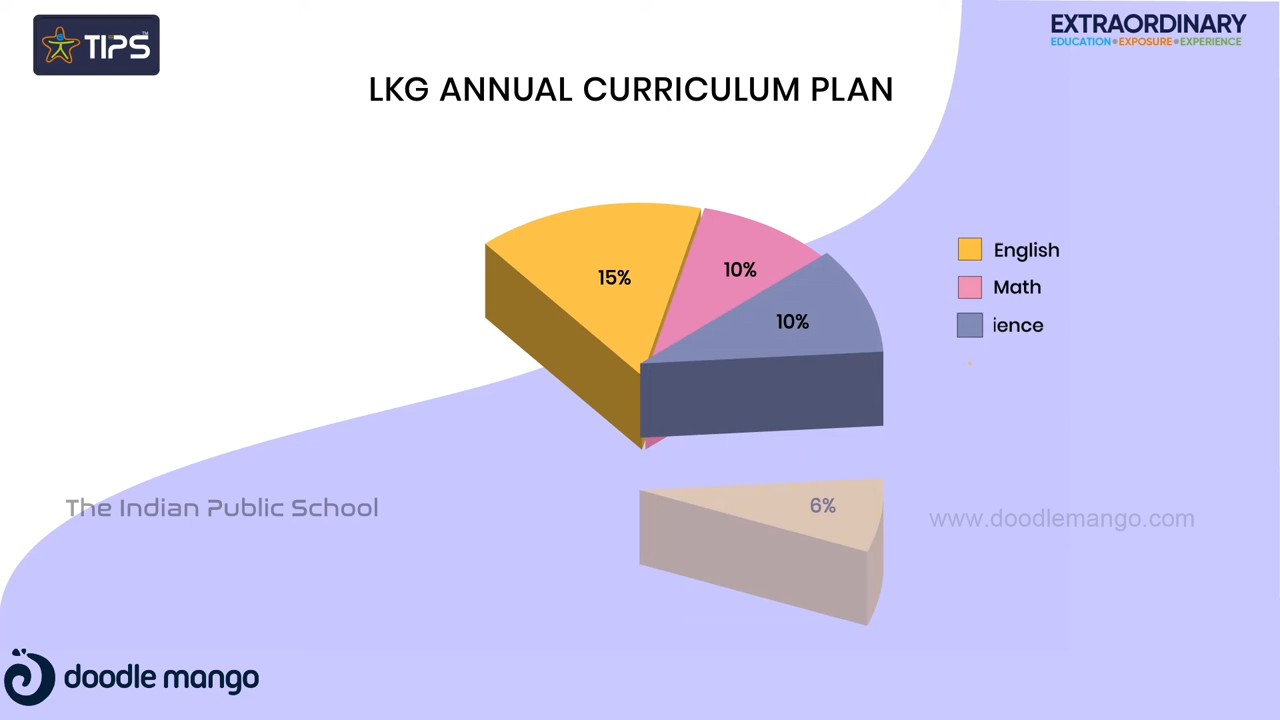 TIPS™
EXTRAORDINARY
EDUCATION•EXPOSURE•EXPERIENCE
LKG ANNUAL CURRICULUM PLAN
15%
10%
10%
6%
English
Math
ience
The Indian Public School
www.doodlemango.com
doodle mango